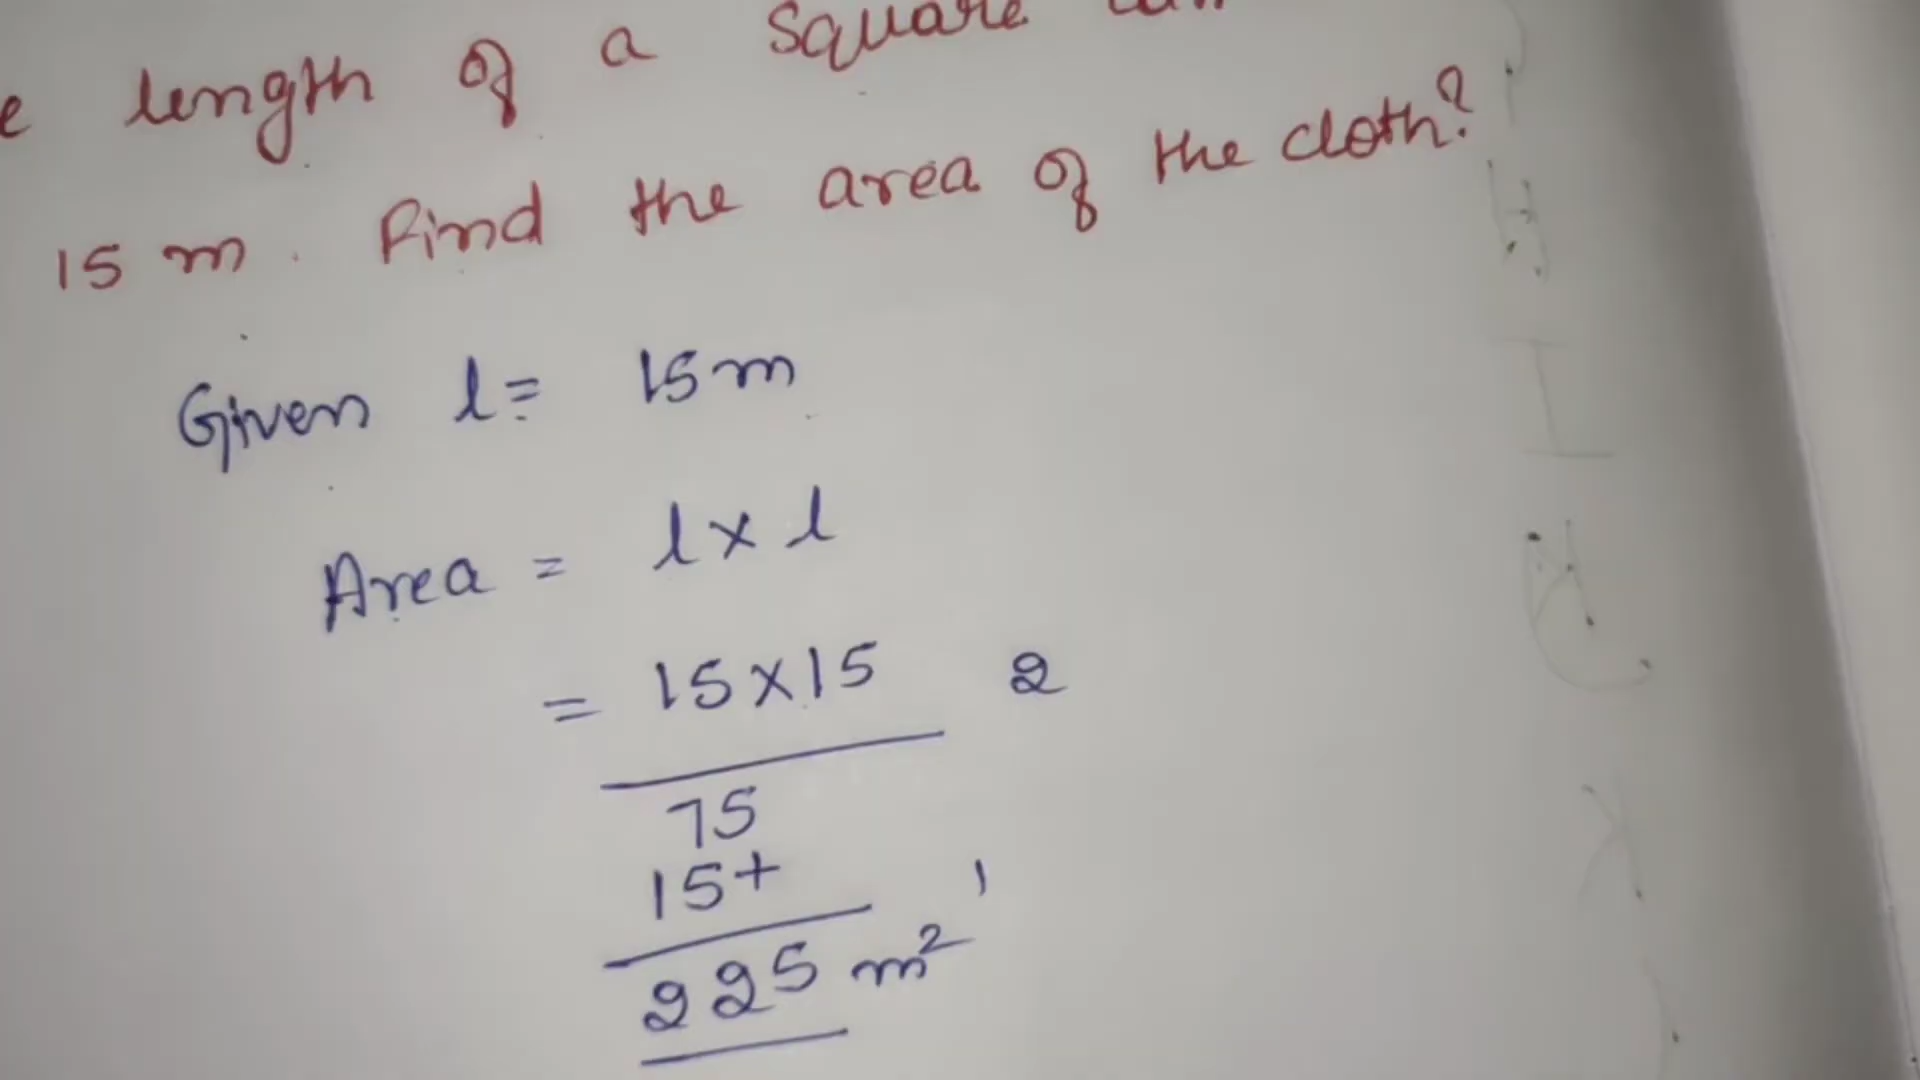 length of a square
15 m. Find the area of the cloth?
Given l = 15 m
Area = l × l
= 15 × 15 2
75
15+
1
225 m²